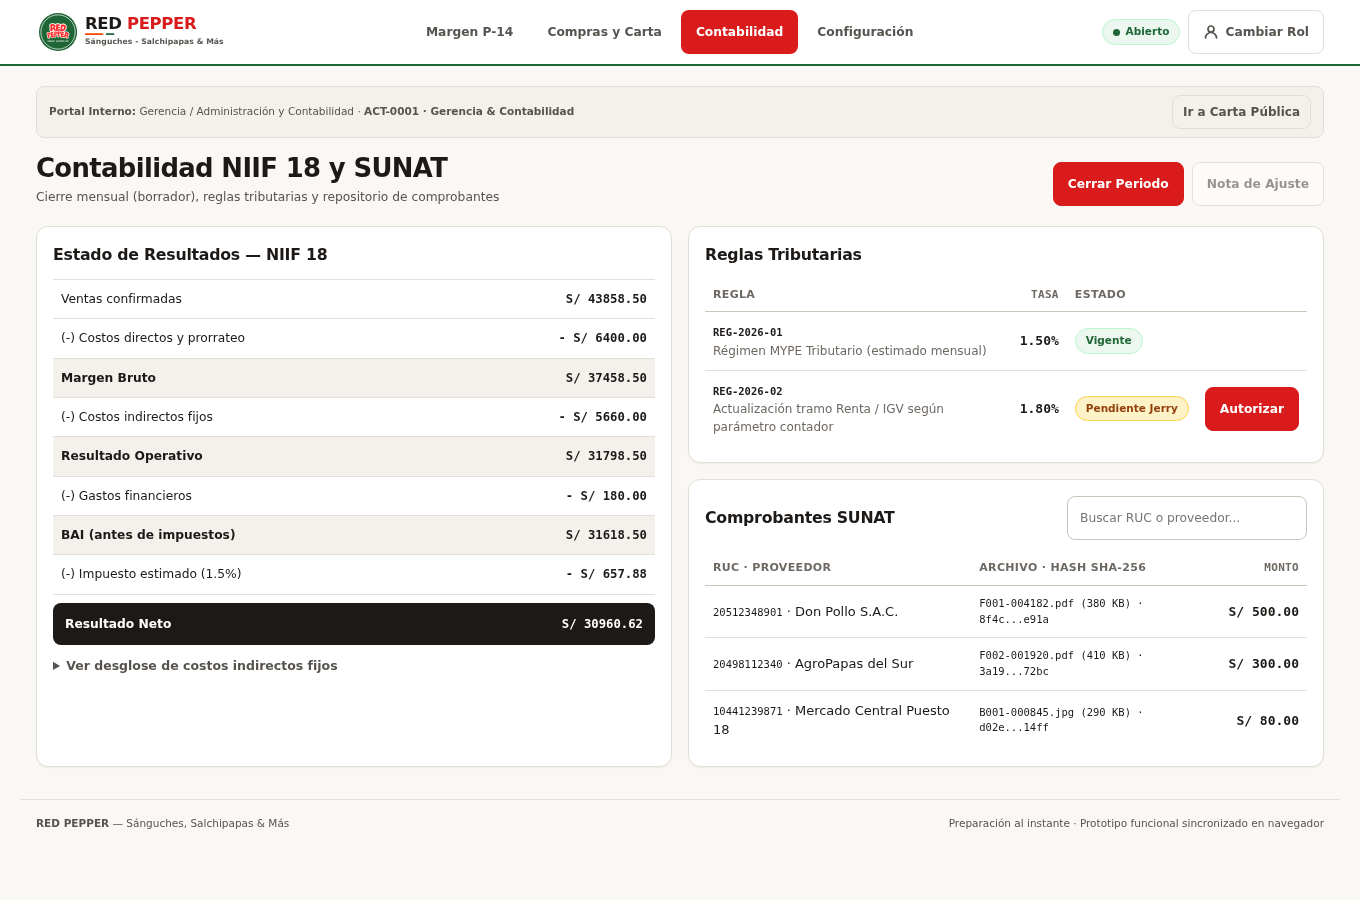 RED PEPPER
RED PEPPER
Sánguches · Salchipapas & Más
Margen P-14
Compras y Carta
Contabilidad
Configuración
Abierto
Cambiar Rol
Portal Interno: Gerencia / Administración y Contabilidad · ACT-0001 · Gerencia & Contabilidad
Ir a Carta Pública
Contabilidad NIIF 18 y SUNAT
Cierre mensual (borrador), reglas tributarias y repositorio de comprobantes
Cerrar Periodo
Nota de Ajuste
Estado de Resultados — NIIF 18
Ventas confirmadas S/ 43858.50
(-) Costos directos y prorrateo - S/ 6400.00
Margen Bruto S/ 37458.50
(-) Costos indirectos fijos - S/ 5660.00
Resultado Operativo S/ 31798.50
(-) Gastos financieros - S/ 180.00
BAI (antes de impuestos) S/ 31618.50
(-) Impuesto estimado (1.5%) - S/ 657.88
Resultado Neto S/ 30960.62
Ver desglose de costos indirectos fijos
Reglas Tributarias
REGLA TASA ESTADO
REG-2026-01
Régimen MYPE Tributario (estimado mensual)
1.50% Vigente
REG-2026-02
Actualización tramo Renta / IGV según
parámetro contador
1.80% Pendiente Jerry Autorizar
Comprobantes SUNAT
Buscar RUC o proveedor...
RUC · PROVEEDOR ARCHIVO · HASH SHA-256 MONTO
20512348901 · Don Pollo S.A.C.
F001-004182.pdf (380 KB) ·
8f4c...e91a
S/ 500.00
20498112340 · AgroPapas del Sur
F002-001920.pdf (410 KB) ·
3a19...72bc
S/ 300.00
10441239871 · Mercado Central Puesto
18
B001-000845.jpg (290 KB) ·
d02e...14ff
S/ 80.00
RED PEPPER — Sánguches, Salchipapas & Más
Preparación al instante · Prototipo funcional sincronizado en navegador